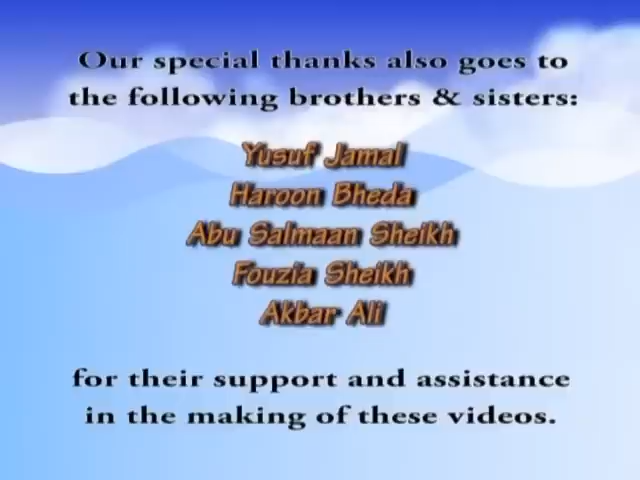 Our special thanks also goes to
the following brothers & sisters:
Yusuf Jamal
Haroon Bheda
Abu Salmaan Sheikh
Fouzia Sheikh
Akbar Ali
for their support and assistance
in the making of these videos.